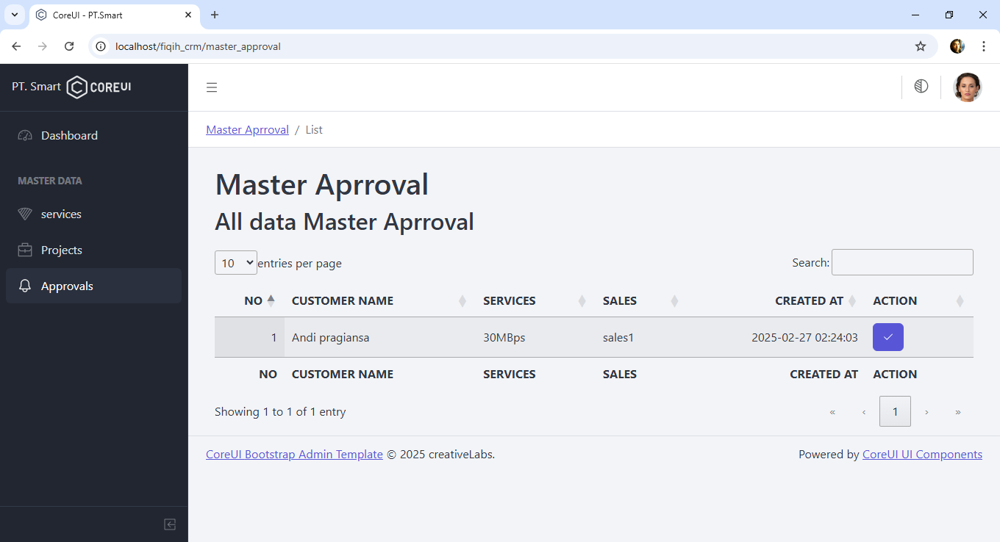 CoreUI - PT.Smart
localhost/fiqih_crm/master_approval
PT. Smart COREUI
Dashboard
MASTER DATA
services
Projects
Approvals
Master Aprroval / List
Master Aprroval
All data Master Aprroval
10 entries per page Search:
NO CUSTOMER NAME SERVICES SALES CREATED AT ACTION
1 Andi pragiansa 30MBps sales1 2025-02-27 02:24:03
NO CUSTOMER NAME SERVICES SALES CREATED AT ACTION
Showing 1 to 1 of 1 entry « ‹ 1 › »
CoreUI Bootstrap Admin Template © 2025 creativeLabs. Powered by CoreUI UI Components